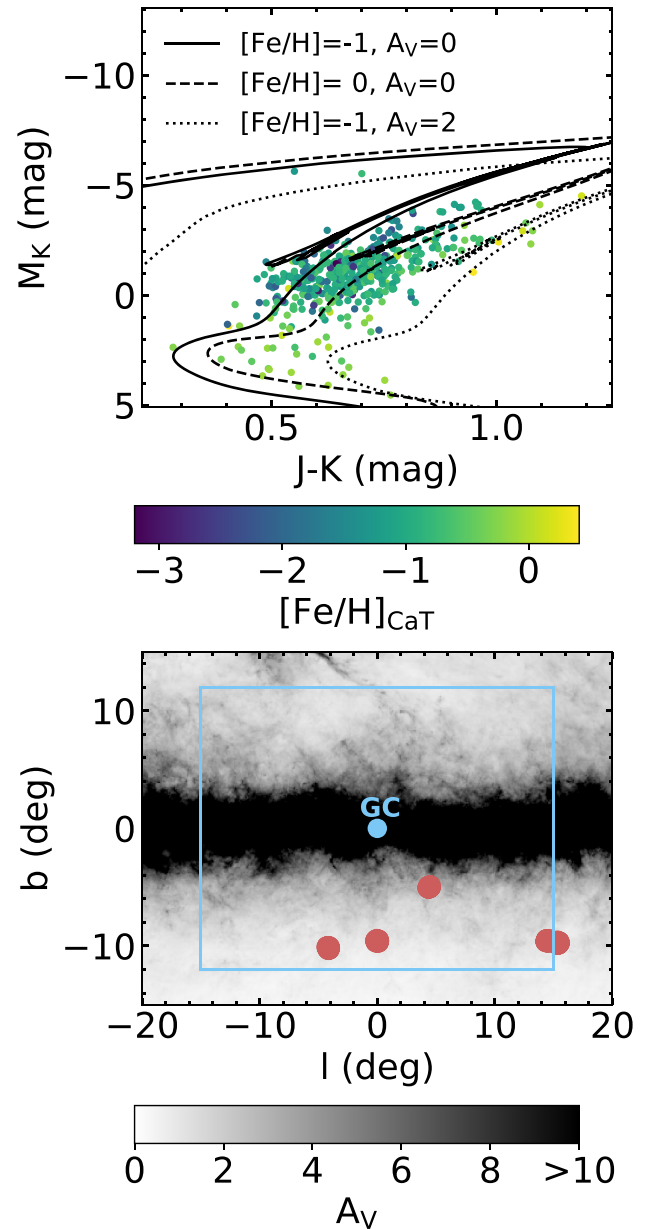 [Fe/H]=-1, A_V=0
[Fe/H]= 0, A_V=0
[Fe/H]=-1, A_V=2
−10
−5
0
5
M_K (mag)
0.5 1.0
J-K (mag)
−3 −2 −1 0
[Fe/H]_CaT
10
0
−10
b (deg)
GC
−20 −10 0 10 20
l (deg)
0 2 4 6 8 >10
A_V